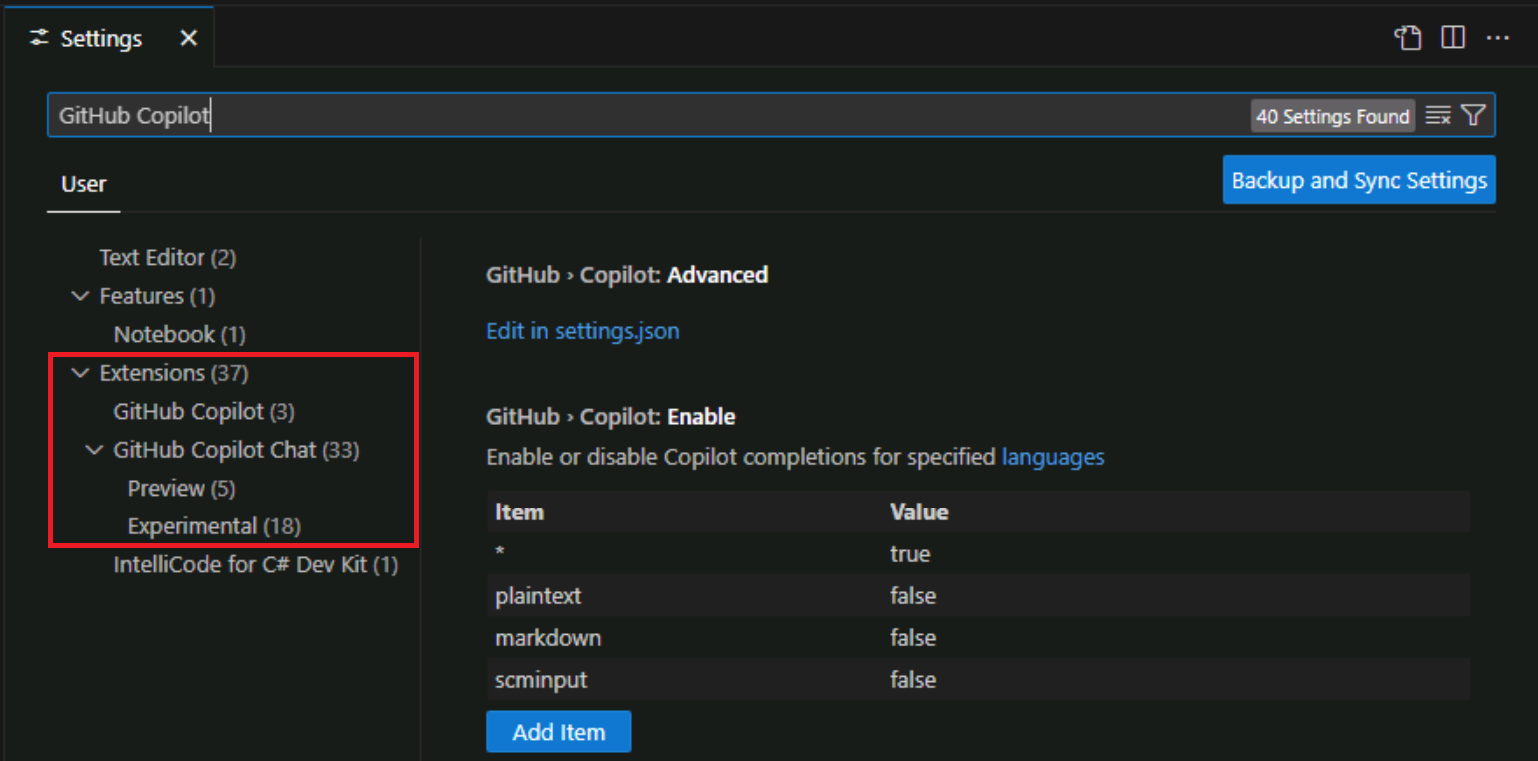 Settings
GitHub Copilot
40 Settings Found
User
Backup and Sync Settings
Text Editor (2)
Features (1)
Notebook (1)
Extensions (37)
GitHub Copilot (3)
GitHub Copilot Chat (33)
Preview (5)
Experimental (18)
IntelliCode for C# Dev Kit (1)
GitHub › Copilot: Advanced
Edit in settings.json
GitHub › Copilot: Enable
Enable or disable Copilot completions for specified languages
Item Value
* true
plaintext false
markdown false
scminput false
Add Item